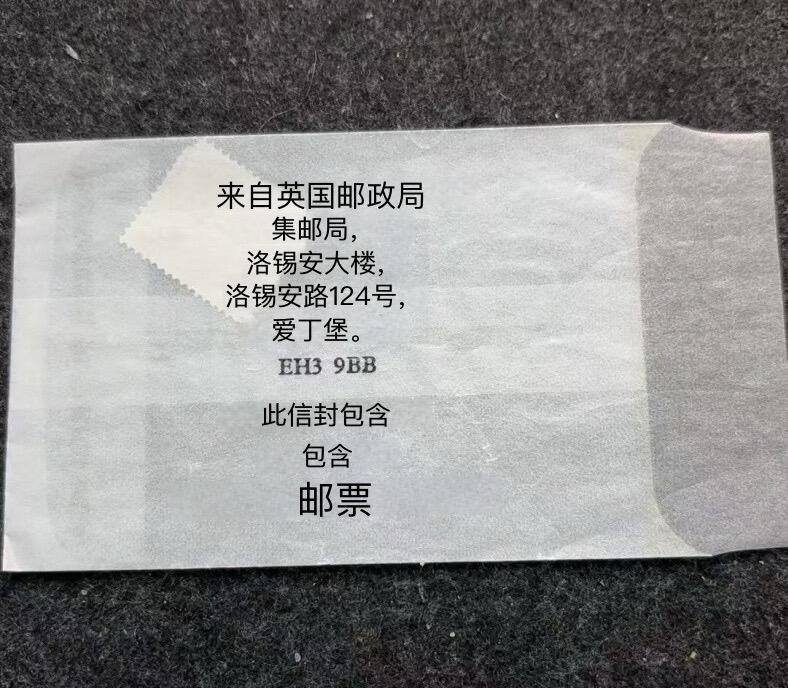 来自英国邮政局
集邮局，
洛锡安大楼，
洛锡安路124号，
爱丁堡。
EH3 9BB
此信封包含
包含
邮票